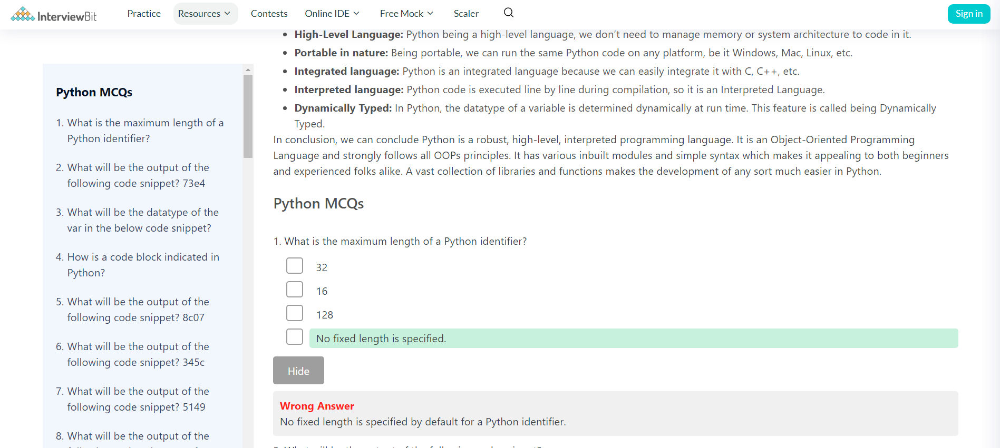 InterviewBit
Practice
Resources
Contests
Online IDE
Free Mock
Scaler
Sign in
Python MCQs
1. What is the maximum length of a
Python identifier?
2. What will be the output of the
following code snippet? 73e4
3. What will be the datatype of the
var in the below code snippet?
4. How is a code block indicated in
Python?
5. What will be the output of the
following code snippet? 8c07
6. What will be the output of the
following code snippet? 345c
7. What will be the output of the
following code snippet? 5149
8. What will be the output of the
• High-Level Language: Python being a high-level language, we don’t need to manage memory or system architecture to code in it.
• Portable in nature: Being portable, we can run the same Python code on any platform, be it Windows, Mac, Linux, etc.
• Integrated language: Python is an integrated language because we can easily integrate it with C, C++, etc.
• Interpreted language: Python code is executed line by line during compilation, so it is an Interpreted Language.
• Dynamically Typed: In Python, the datatype of a variable is determined dynamically at run time. This feature is called being Dynamically
Typed.
In conclusion, we can conclude Python is a robust, high-level, interpreted programming language. It is an Object-Oriented Programming
Language and strongly follows all OOPs principles. It has various inbuilt modules and simple syntax which makes it appealing to both beginners
and experienced folks alike. A vast collection of libraries and functions makes the development of any sort much easier in Python.
Python MCQs
1. What is the maximum length of a Python identifier?
32
16
128
No fixed length is specified.
Hide
Wrong Answer
No fixed length is specified by default for a Python identifier.